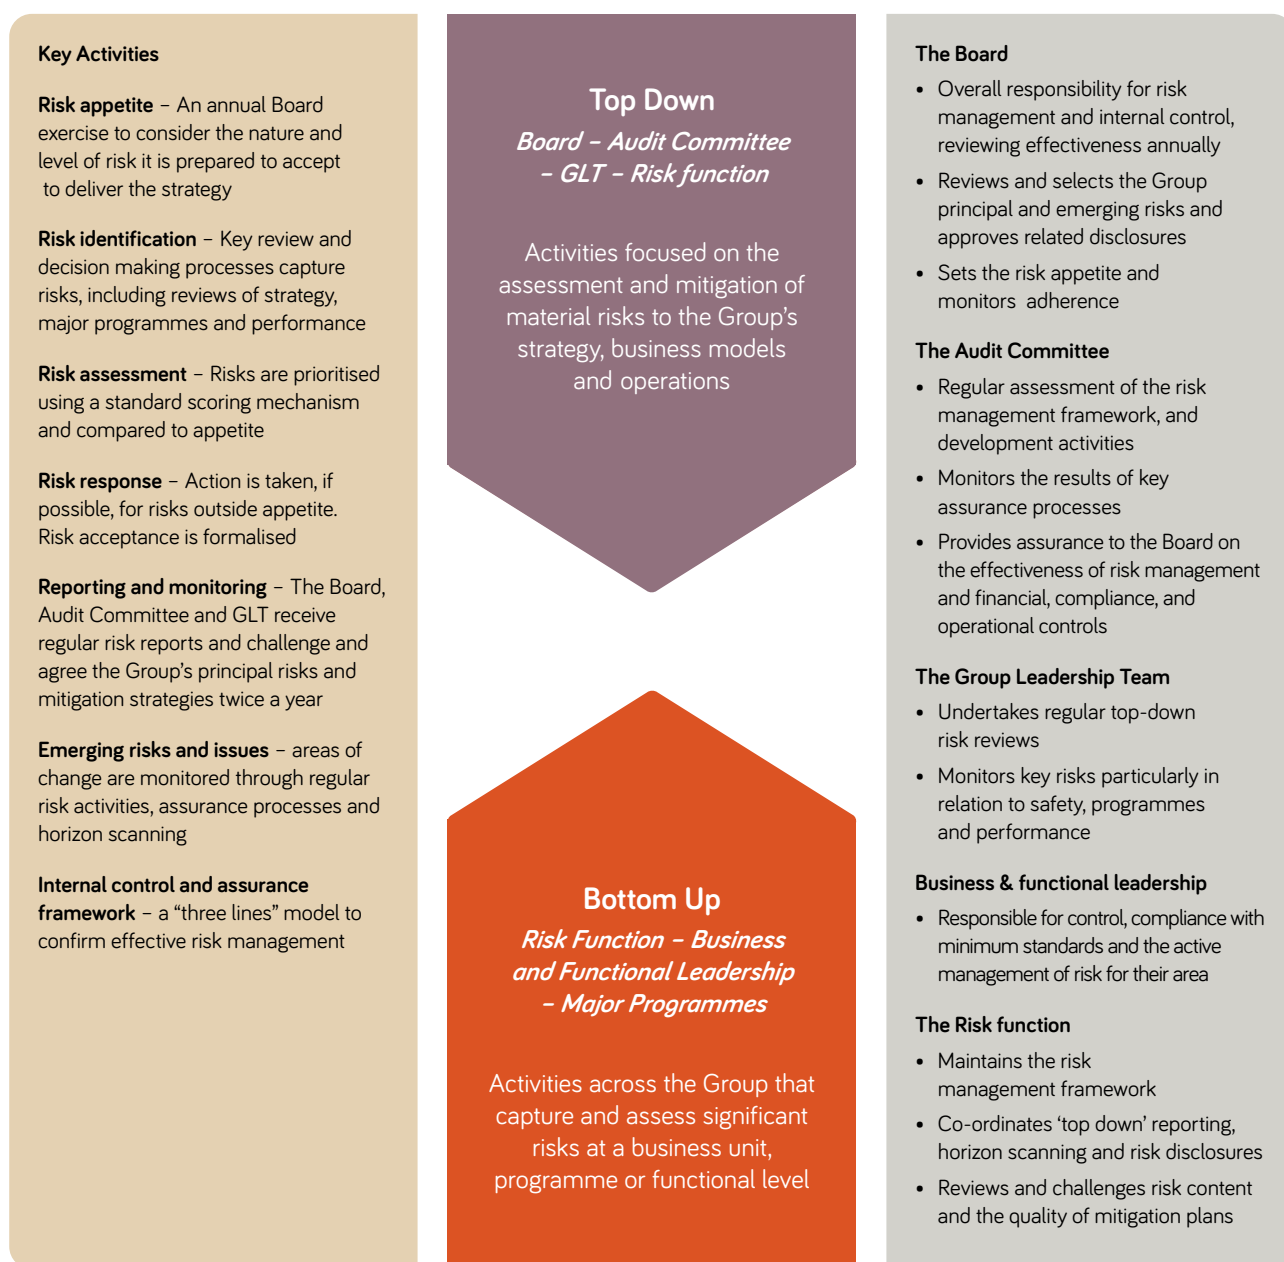 Key Activities
Risk appetite – An annual Board
exercise to consider the nature and
level of risk it is prepared to accept
to deliver the strategy
Risk identification – Key review and
decision making processes capture
risks, including reviews of strategy,
major programmes and performance
Risk assessment – Risks are prioritised
using a standard scoring mechanism
and compared to appetite
Risk response – Action is taken, if
possible, for risks outside appetite.
Risk acceptance is formalised
Reporting and monitoring – The Board,
Audit Committee and GLT receive
regular risk reports and challenge and
agree the Group’s principal risks and
mitigation strategies twice a year
Emerging risks and issues – areas of
change are monitored through regular
risk activities, assurance processes and
horizon scanning
Internal control and assurance
framework – a “three lines” model to
confirm effective risk management
Top Down
Board – Audit Committee
– GLT – Risk function
Activities focused on the
assessment and mitigation of
material risks to the Group’s
strategy, business models
and operations
Bottom Up
Risk Function – Business
and Functional Leadership
– Major Programmes
Activities across the Group that
capture and assess significant
risks at a business unit,
programme or functional level
The Board
• Overall responsibility for risk
management and internal control,
reviewing effectiveness annually
• Reviews and selects the Group
principal and emerging risks and
approves related disclosures
• Sets the risk appetite and
monitors adherence
The Audit Committee
• Regular assessment of the risk
management framework, and
development activities
• Monitors the results of key
assurance processes
• Provides assurance to the Board on
the effectiveness of risk management
and financial, compliance, and
operational controls
The Group Leadership Team
• Undertakes regular top-down
risk reviews
• Monitors key risks particularly in
relation to safety, programmes
and performance
Business & functional leadership
• Responsible for control, compliance with
minimum standards and the active
management of risk for their area
The Risk function
• Maintains the risk
management framework
• Co-ordinates ‘top down’ reporting,
horizon scanning and risk disclosures
• Reviews and challenges risk content
and the quality of mitigation plans